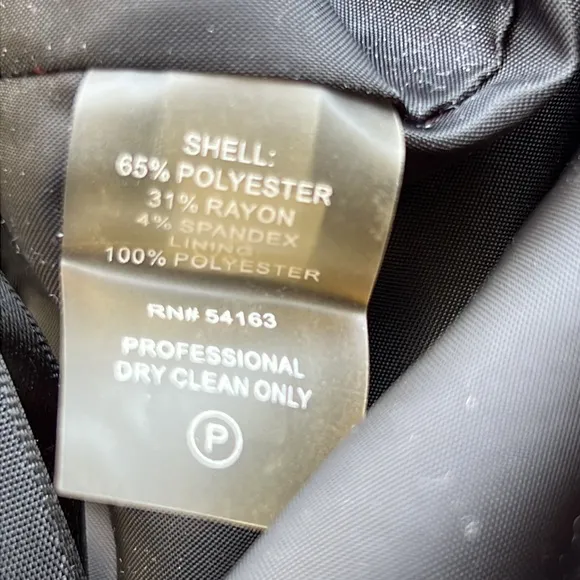 SHELL:
65% POLYESTER
31% RAYON
4% SPANDEX
LINING
100% POLYESTER
RN# 54163
PROFESSIONAL
DRY CLEAN ONLY
P